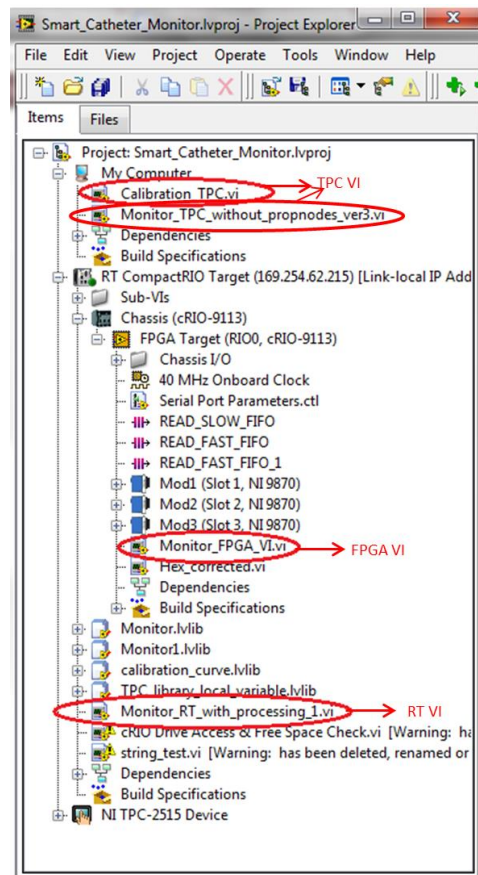 Smart_Catheter_Monitor.lvproj - Project Explorer
File Edit View Project Operate Tools Window Help
Items Files
Project: Smart_Catheter_Monitor.lvproj
My Computer
Calibration_TPC.vi
TPC VI
Monitor_TPC_without_propnodes_ver3.vi
Dependencies
Build Specifications
RT CompactRIO Target (169.254.62.215) [Link-local IP Add
Sub-VIs
Chassis (cRIO-9113)
FPGA Target (RIO0, cRIO-9113)
Chassis I/O
40 MHz Onboard Clock
Serial Port Parameters.ctl
READ_SLOW_FIFO
READ_FAST_FIFO
READ_FAST_FIFO_1
Mod1 (Slot 1, NI 9870)
Mod2 (Slot 2, NI 9870)
Mod3 (Slot 3, NI 9870)
Monitor_FPGA_VI.vi FPGA VI
Hex_corrected.vi
Dependencies
Build Specifications
Monitor.lvlib
Monitor1.lvlib
calibration_curve.lvlib
TPC_library_local_variable.lvlib
Monitor_RT_with_processing_1.vi RT VI
cRIO Drive Access & Free Space Check.vi [Warning: ha
string_test.vi [Warning: has been deleted, renamed or
Dependencies
Build Specifications
NI TPC-2515 Device